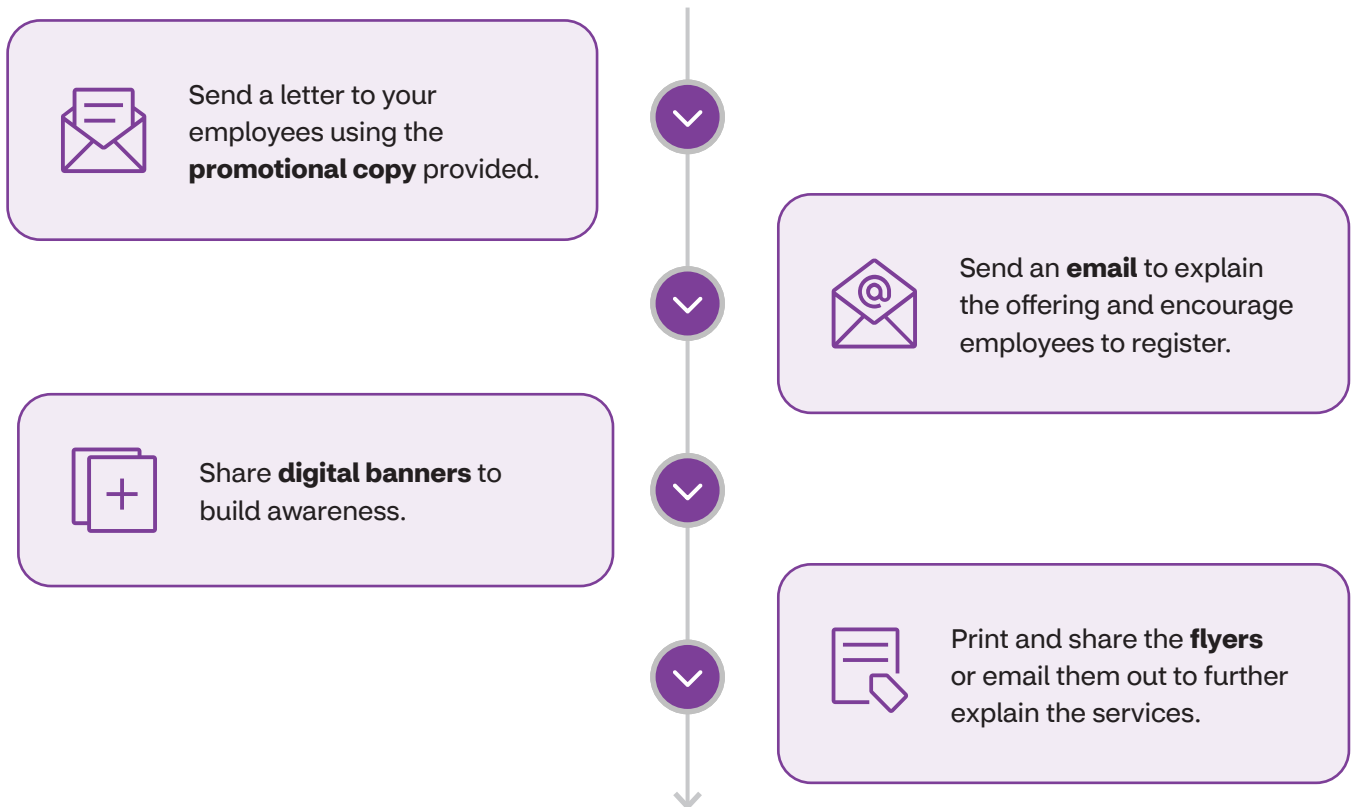 Send a letter to your
employees using the
promotional copy provided.
Send an email to explain
the offering and encourage
employees to register.
Share digital banners to
build awareness.
Print and share the flyers
or email them out to further
explain the services.